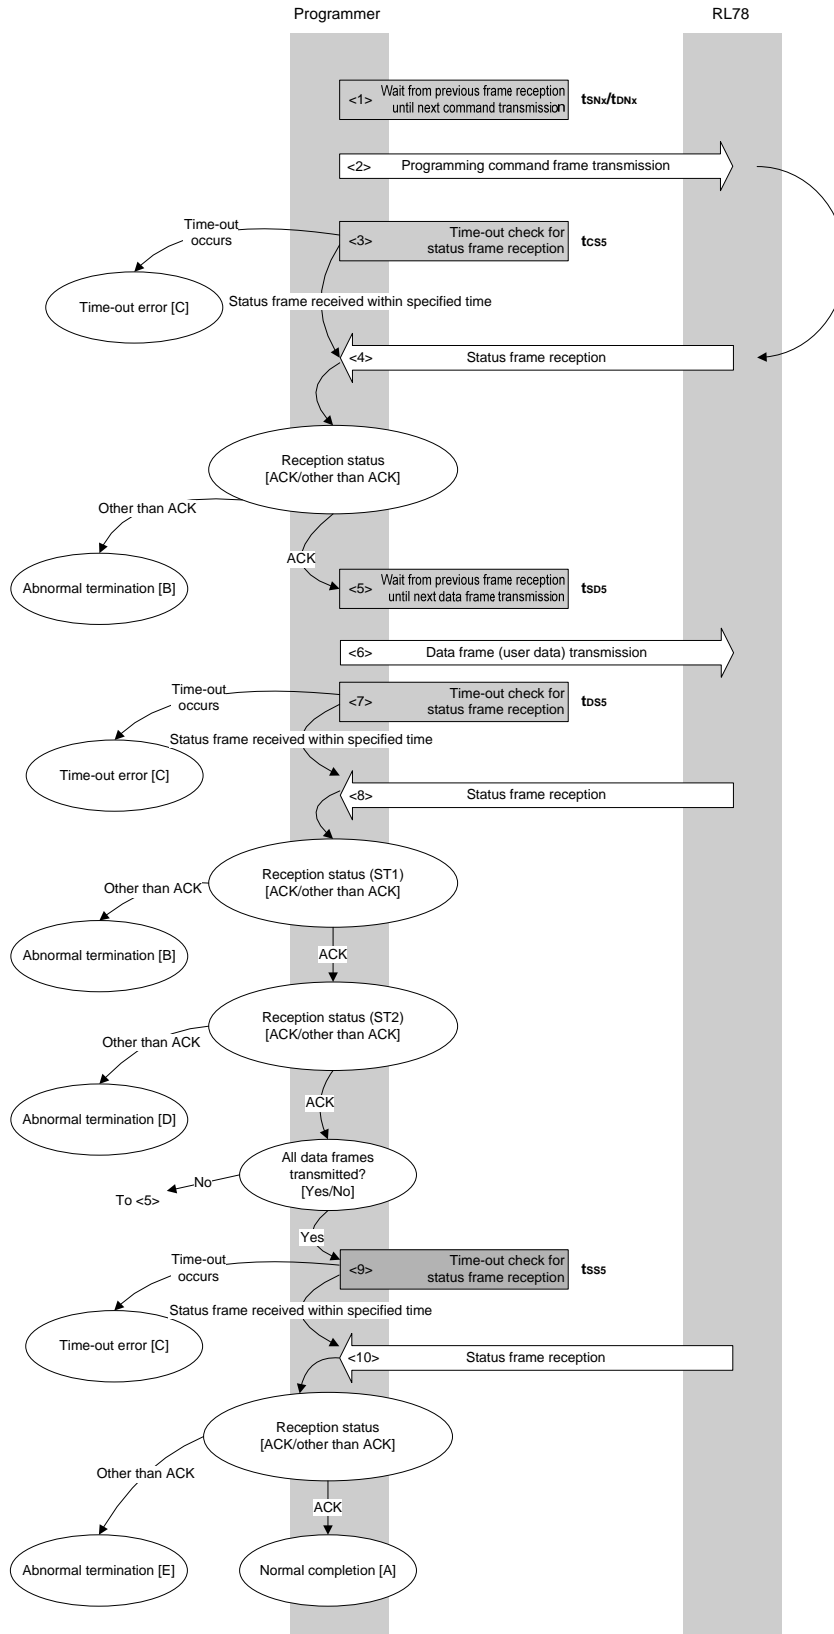 Programmer
RL78
<1>
Wait from previous frame reception
until next command transmission
tSNx/tDNx
<2>
Programming command frame transmission
Time-out
occurs
<3>
Time-out check for
status frame reception
tCS5
Time-out error [C]
Status frame received within specified time
<4>
Status frame reception
Reception status
[ACK/other than ACK]
Other than ACK
ACK
Abnormal termination [B]
<5>
Wait from previous frame reception
until next data frame transmission
tSD5
<6>
Data frame (user data) transmission
Time-out
occurs
<7>
Time-out check for
status frame reception
tDS5
Status frame received within specified time
Time-out error [C]
<8>
Status frame reception
Reception status (ST1)
[ACK/other than ACK]
Other than ACK
Abnormal termination [B]
ACK
Reception status (ST2)
[ACK/other than ACK]
Other than ACK
Abnormal termination [D]
ACK
All data frames
transmitted?
[Yes/No]
No
To <5>
Yes
Time-out
occurs
<9>
Time-out check for
status frame reception
tSS5
Status frame received within specified time
Time-out error [C]
<10>
Status frame reception
Reception status
[ACK/other than ACK]
Other than ACK
ACK
Abnormal termination [E]
Normal completion [A]